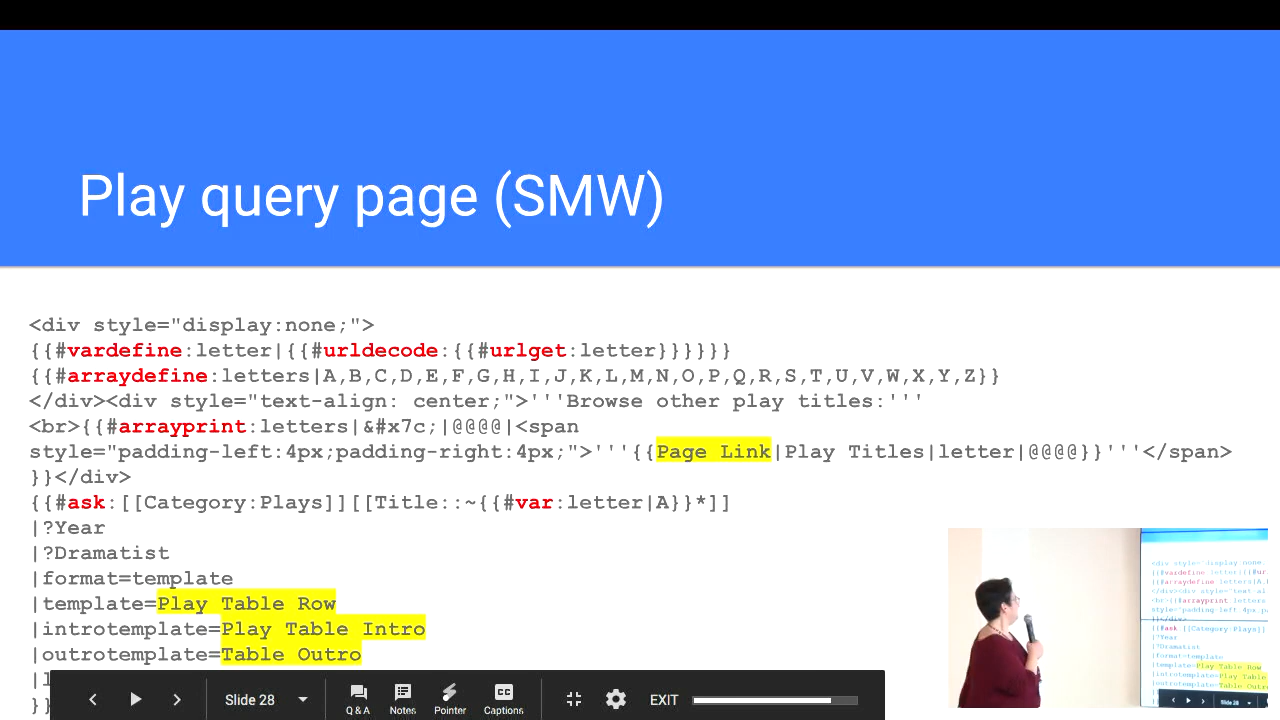 Play query page (SMW)
<div style="display:none;">
{{#vardefine:letter|{{#urldecode:{{#urlget:letter}}}}}}
{{#arraydefine:letters|A,B,C,D,E,F,G,H,I,J,K,L,M,N,O,P,Q,R,S,T,U,V,W,X,Y,Z}}
</div><div style="text-align: center;">'''Browse other play titles:'''
<br>{{#arrayprint:letters|&#x7c;|@@@@|<span
style="padding-left:4px;padding-right:4px;">'''{{Page Link|Play Titles|letter|@@@@}}'''</span>
}}</div>
{{#ask:[[Category:Plays]][[Title::~{{#var:letter|A}}*]]
|?Year
|?Dramatist
|format=template
|template=Play Table Row
|introtemplate=Play Table Intro
|outrotemplate=Table Outro
Slide 28
Q & A
Notes
Pointer
Captions
EXIT